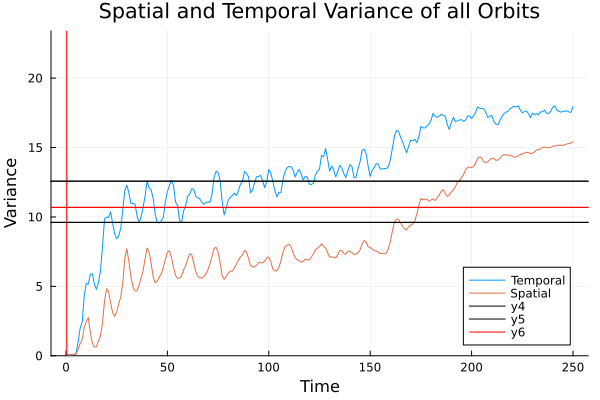 Spatial and Temporal Variance of all Orbits
Variance
20
15
10
5
0
Temporal
Spatial
y4
y5
y6
0 50 100 150 200 250
Time